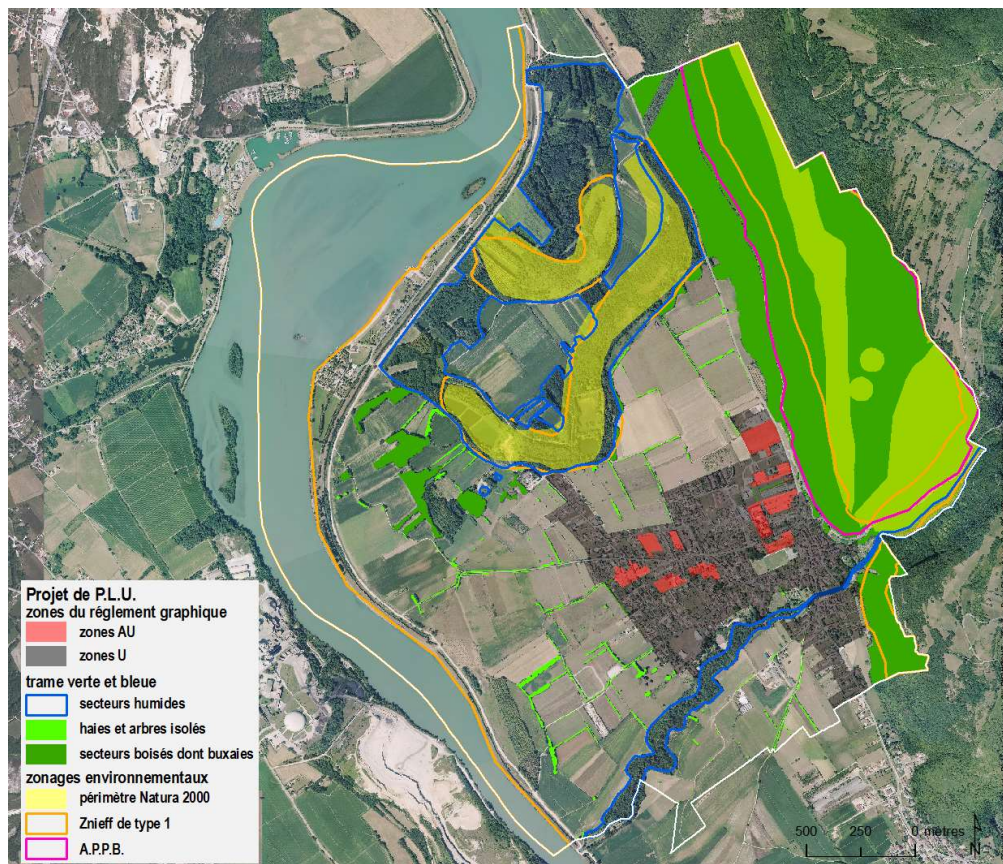 Projet de P.L.U.
zones du réglement graphique
zones AU
zones U
trame verte et bleue
secteurs humides
haies et arbres isolés
secteurs boisés dont buxaies
zonages environnementaux
périmètre Natura 2000
Znieff de type 1
A.P.P.B.
500 250 0 mètres
N